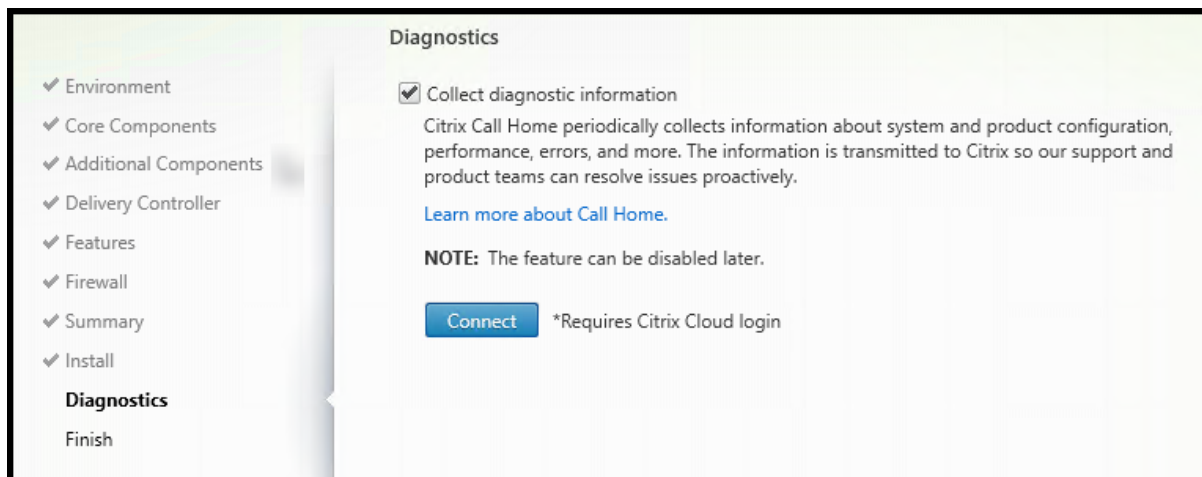 Diagnostics
Environment
Core Components
Additional Components
Delivery Controller
Features
Firewall
Summary
Install
Diagnostics
Finish
Collect diagnostic information
Citrix Call Home periodically collects information about system and product configuration,
performance, errors, and more. The information is transmitted to Citrix so our support and
product teams can resolve issues proactively.
Learn more about Call Home.
NOTE: The feature can be disabled later.
Connect *Requires Citrix Cloud login